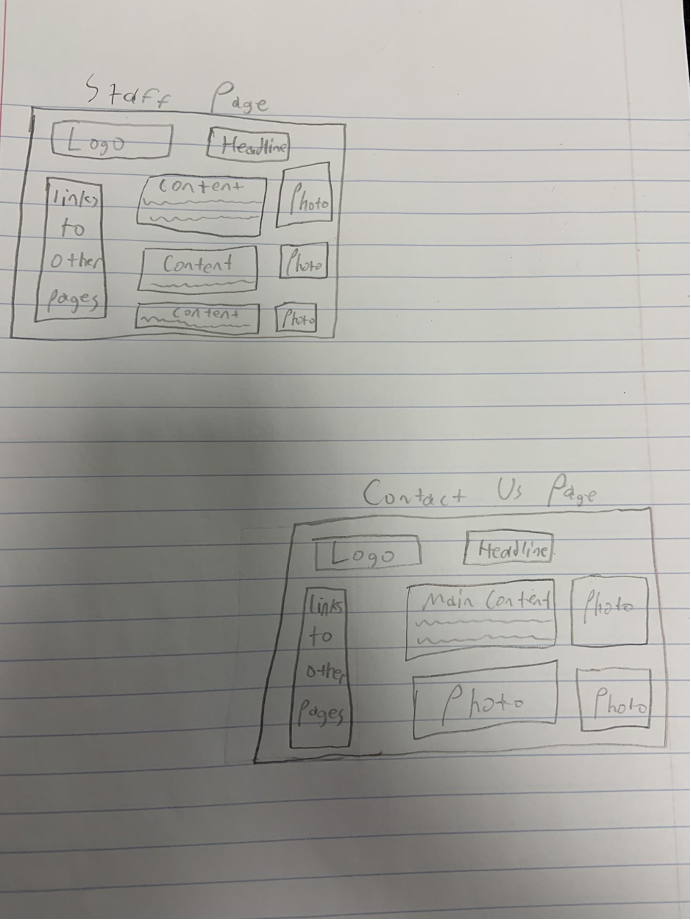 Staff Page
Logo
Headline
Links
to
other
pages
Content
Photo
Content
Photo
Content
Photo
Contact Us Page
Logo
Headline
Links
to
other
Pages
Main Content
Photo
Photo
Photo